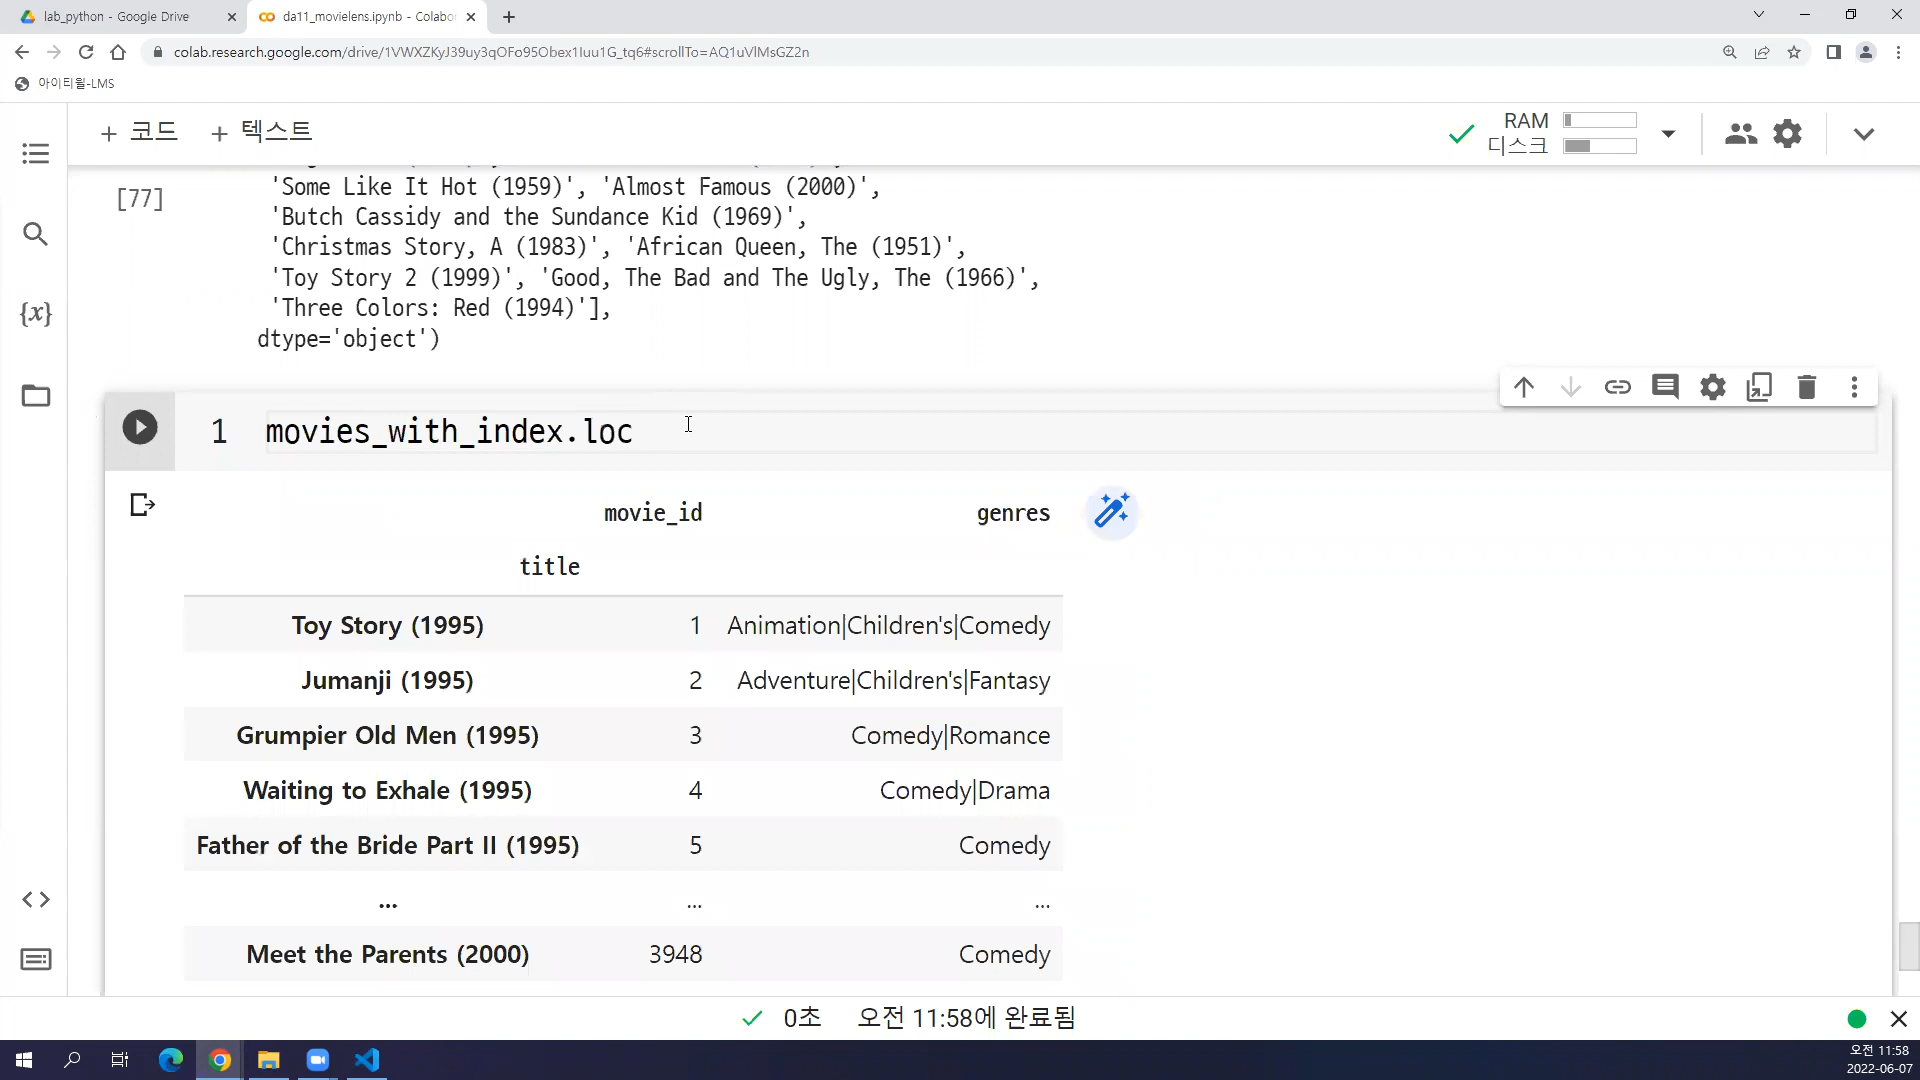 lab_python - Google Drive
da11_movielens.ipynb - Colabo
colab.research.google.com/drive/1VWXZKyJ39uy3qOFo95Obex1Iuu1G_tq6#scrollTo=AQ1uVlMsGZ2n
아이티윌-LMS
+ 코드
+ 텍스트
RAM
디스크
[77]
'Some Like It Hot (1959)', 'Almost Famous (2000)',
'Butch Cassidy and the Sundance Kid (1969)',
'Christmas Story, A (1983)', 'African Queen, The (1951)',
'Toy Story 2 (1999)', 'Good, The Bad and The Ugly, The (1966)',
'Three Colors: Red (1994)'],
dtype='object')
1 movies_with_index.loc
movie_id genres
title
Toy Story (1995) 1 Animation|Children's|Comedy
Jumanji (1995) 2 Adventure|Children's|Fantasy
Grumpier Old Men (1995) 3 Comedy|Romance
Waiting to Exhale (1995) 4 Comedy|Drama
Father of the Bride Part II (1995) 5 Comedy
... ... ...
Meet the Parents (2000) 3948 Comedy
0초 오전 11:58에 완료됨
오전 11:58
2022-06-07